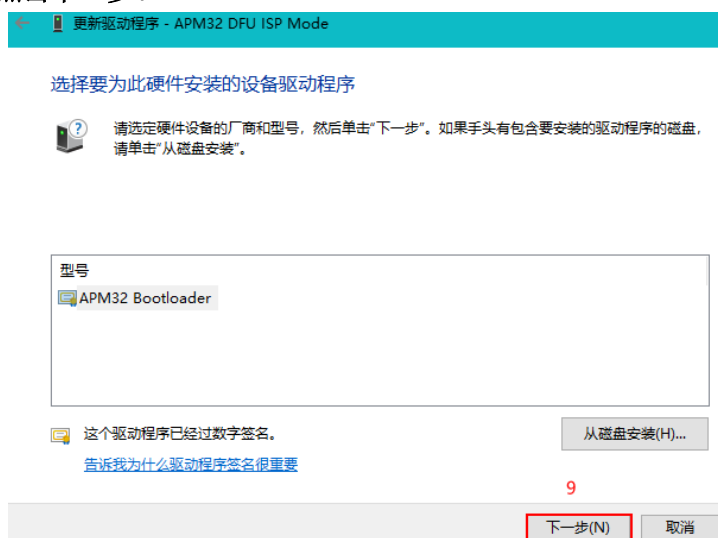 更新驱动程序 - APM32 DFU ISP Mode
选择要为此硬件安装的设备驱动程序
请选定硬件设备的厂商和型号，然后单击"下一步"。如果手头有包含要安装的驱动程序的磁盘，
请单击"从磁盘安装"。
型号
APM32 Bootloader
这个驱动程序已经过数字签名。
从磁盘安装(H)...
告诉我为什么驱动程序签名很重要
9
下一步(N)
取消